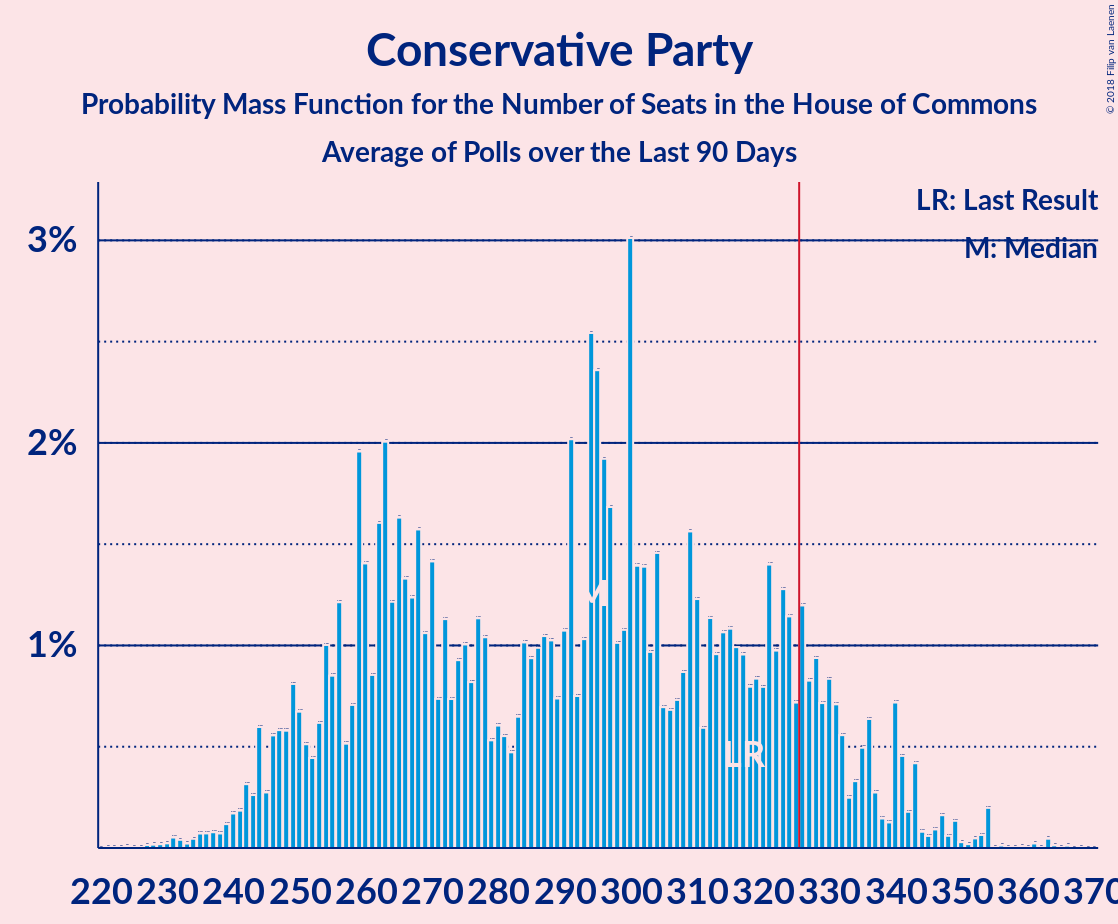 Conservative Party
Probability Mass Function for the Number of Seats in the House of Commons
Average of Polls over the Last 90 Days
© 2018 Filip van Laenen
LR: Last Result
M: Median
3%
2%
1%
M
LR
220 230 240 250 260 270 280 290 300 310 320 330 340 350 360 370